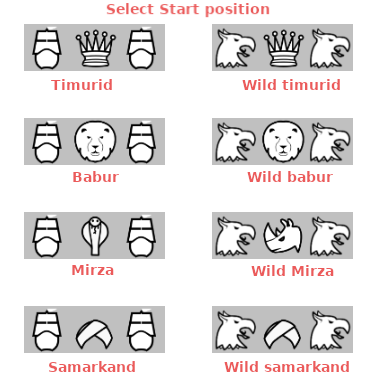 Select Start position
Timurid
Wild timurid
Babur
Wild babur
Mirza
Wild Mirza
Samarkand
Wild samarkand